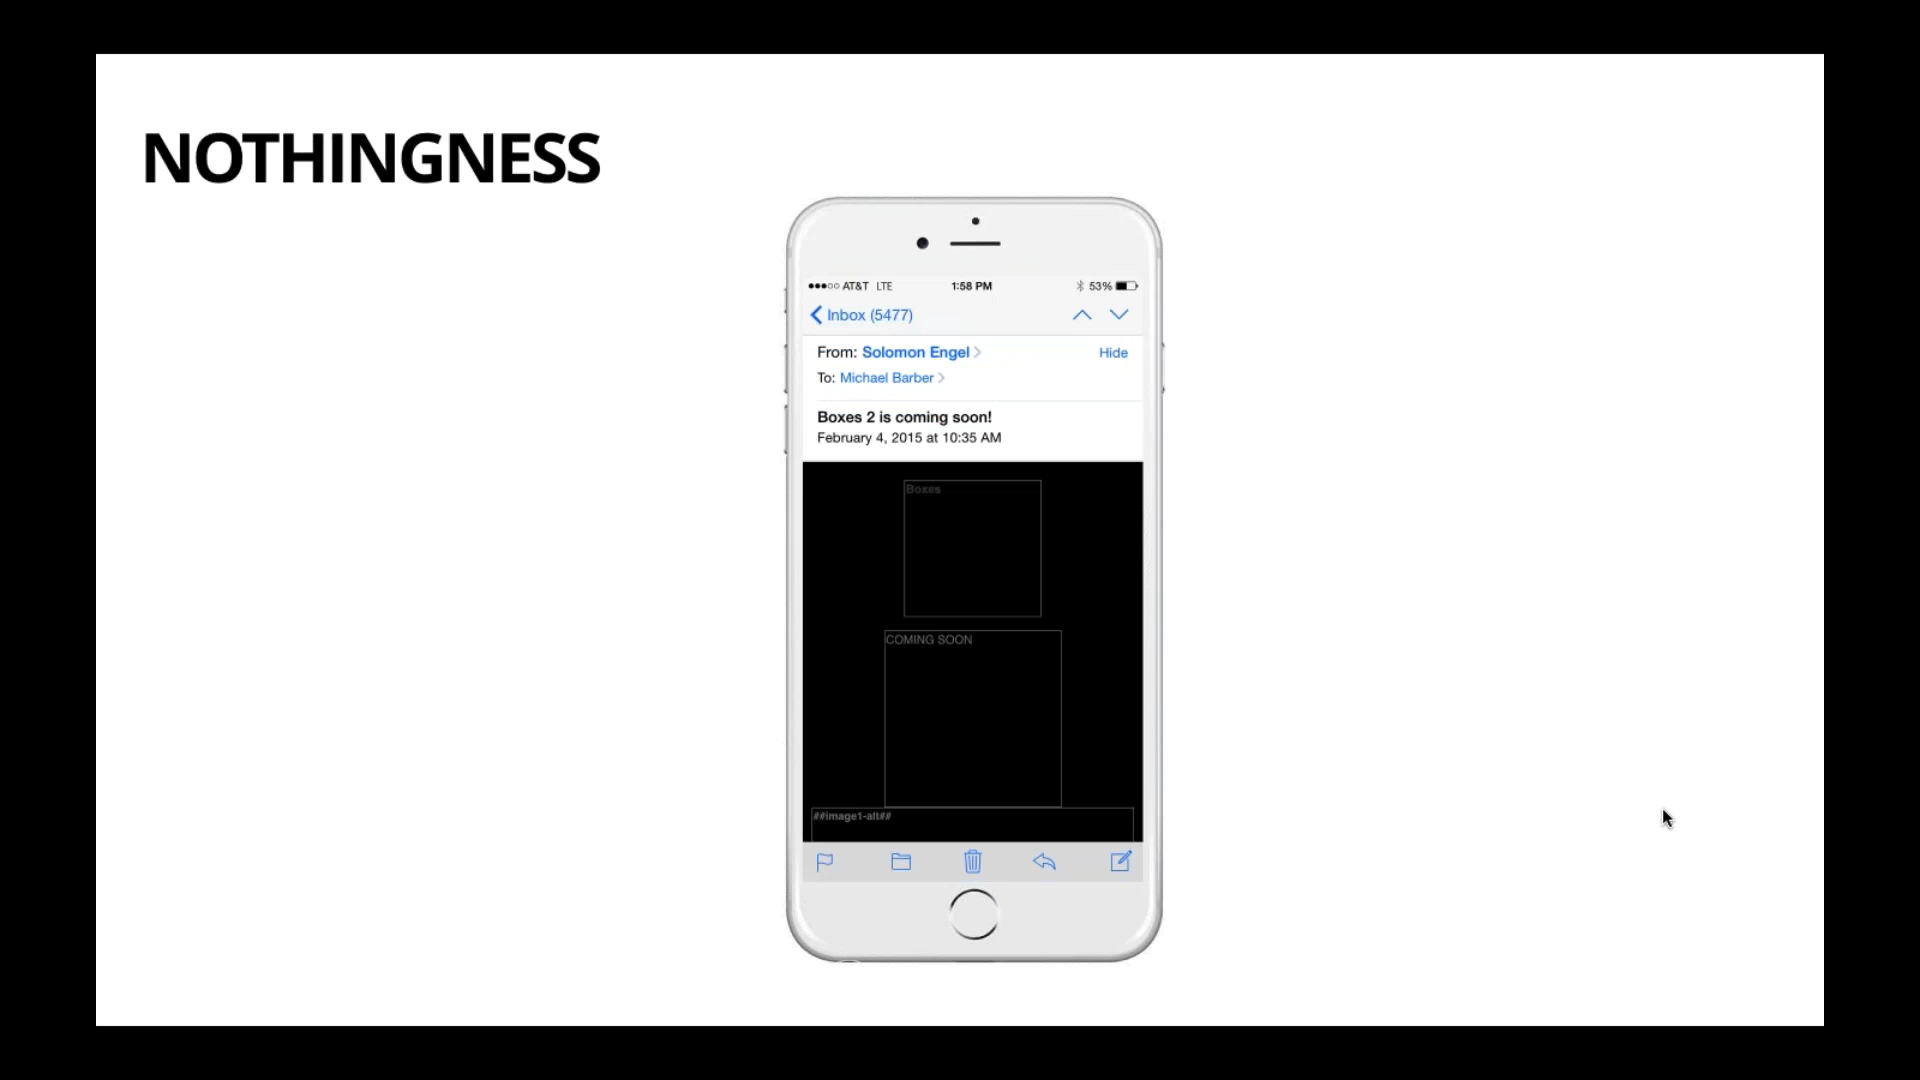 NOTHINGNESS
AT&T LTE 1:58 PM 53%
Inbox (5477)
From: Solomon Engel Hide
To: Michael Barber
Boxes 2 is coming soon!
February 4, 2015 at 10:35 AM
Boxes
COMING SOON
##image1-alt##